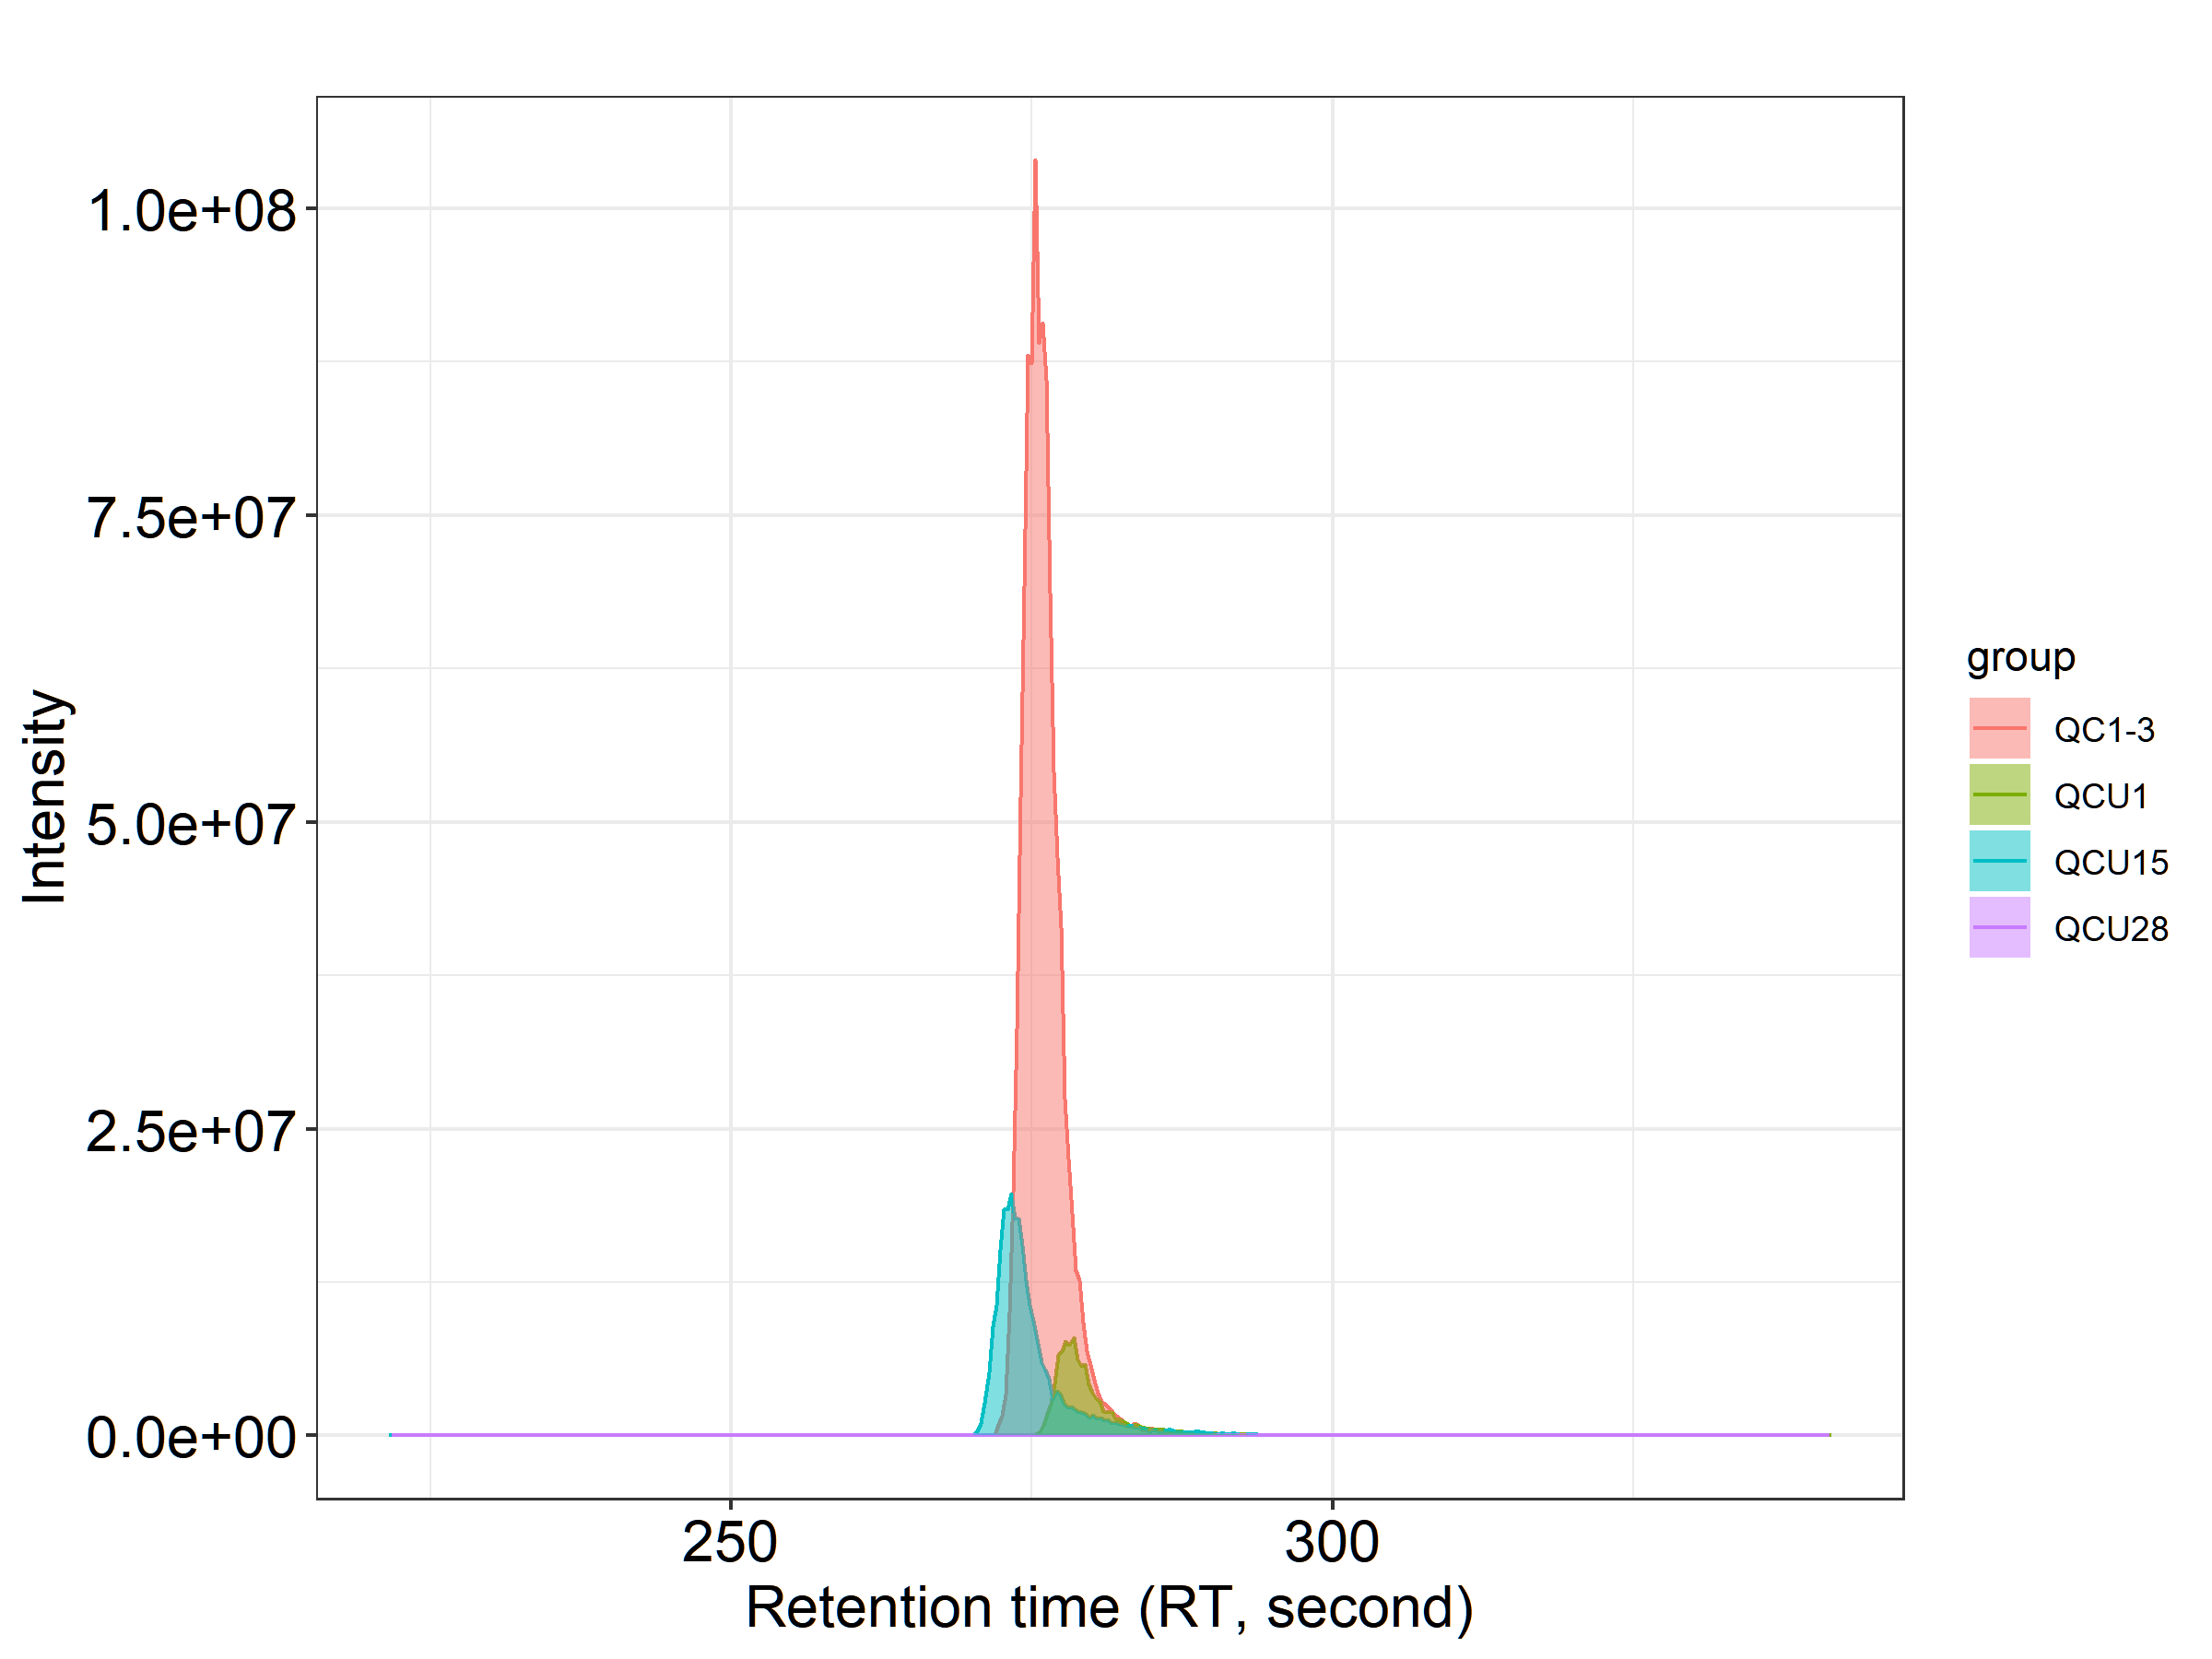 1.0e+08
7.5e+07
5.0e+07
2.5e+07
0.0e+00
Intensity
250
300
Retention time (RT, second)
group
QC1-3
QCU1
QCU15
QCU28